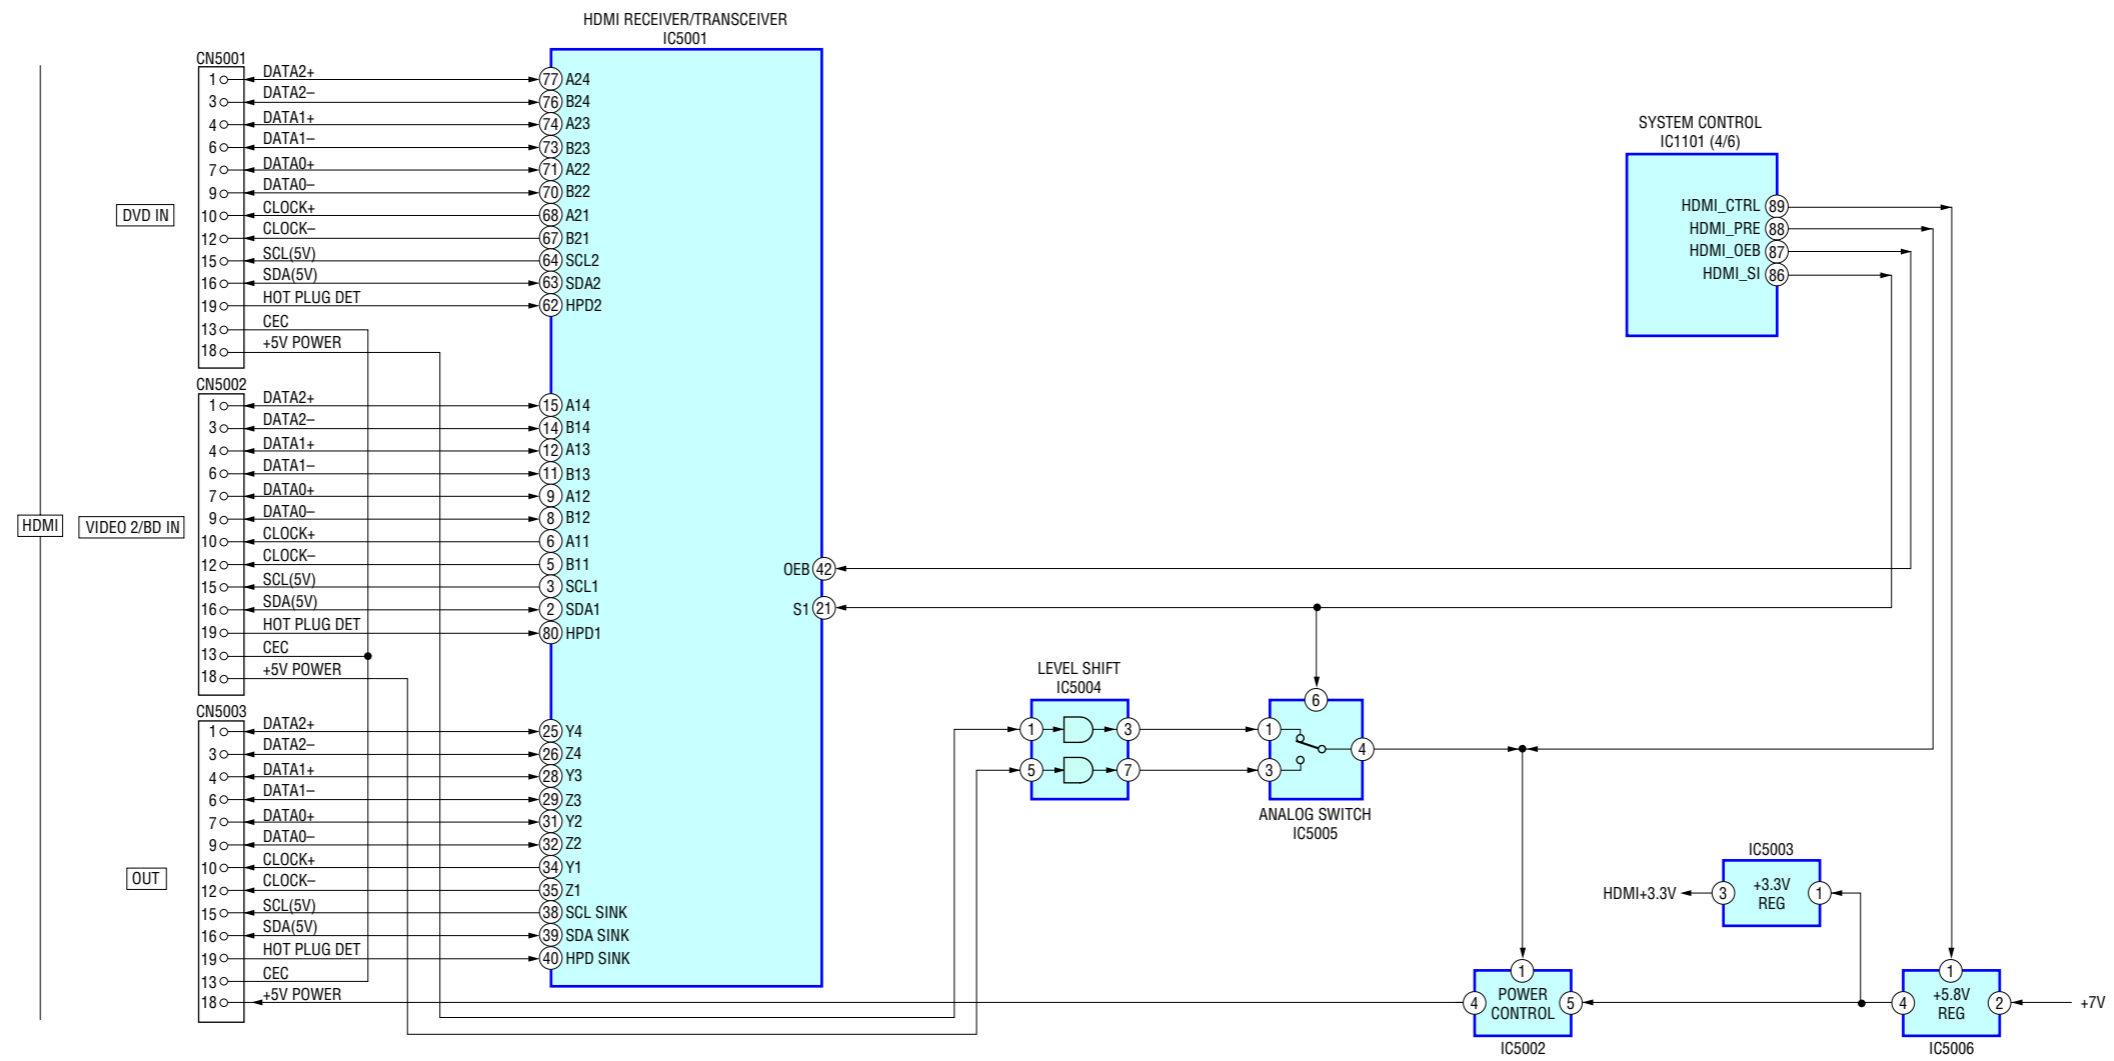 HDMI RECEIVER/TRANSCEIVER
IC5001
CN5001
1 DATA2+ 77 A24
3 DATA2– 76 B24
4 DATA1+ 74 A23
6 DATA1– 73 B23
7 DATA0+ 71 A22
9 DATA0– 70 B22
10 CLOCK+ 68 A21
12 CLOCK– 67 B21
15 SCL(5V) 64 SCL2
16 SDA(5V) 63 SDA2
19 HOT PLUG DET 62 HPD2
13 CEC
18 +5V POWER
DVD IN
SYSTEM CONTROL
IC1101 (4/6)
HDMI_CTRL 89
HDMI_PRE 88
HDMI_OEB 87
HDMI_SI 86
CN5002
1 DATA2+ 15 A14
3 DATA2– 14 B14
4 DATA1+ 12 A13
6 DATA1– 11 B13
7 DATA0+ 9 A12
9 DATA0– 8 B12
10 CLOCK+ 6 A11
12 CLOCK– 5 B11
15 SCL(5V) 3 SCL1
16 SDA(5V) 2 SDA1
19 HOT PLUG DET 80 HPD1
13 CEC
18 +5V POWER
HDMI
VIDEO 2/BD IN
OEB 42
S1 21
CN5003
1 DATA2+ 25 Y4
3 DATA2– 26 Z4
4 DATA1+ 28 Y3
6 DATA1– 29 Z3
7 DATA0+ 31 Y2
9 DATA0– 32 Z2
10 CLOCK+ 34 Y1
12 CLOCK– 35 Z1
15 SCL(5V) 38 SCL SINK
16 SDA(5V) 39 SDA SINK
19 HOT PLUG DET 40 HPD SINK
13 CEC
18 +5V POWER
OUT
LEVEL SHIFT
IC5004
1 3
5 7
6
1 4
3
ANALOG SWITCH
IC5005
IC5003
HDMI+3.3V 3 +3.3V 1
REG
1
4 POWER 5
CONTROL
IC5002
1
4 +5.8V 2 +7V
REG
IC5006